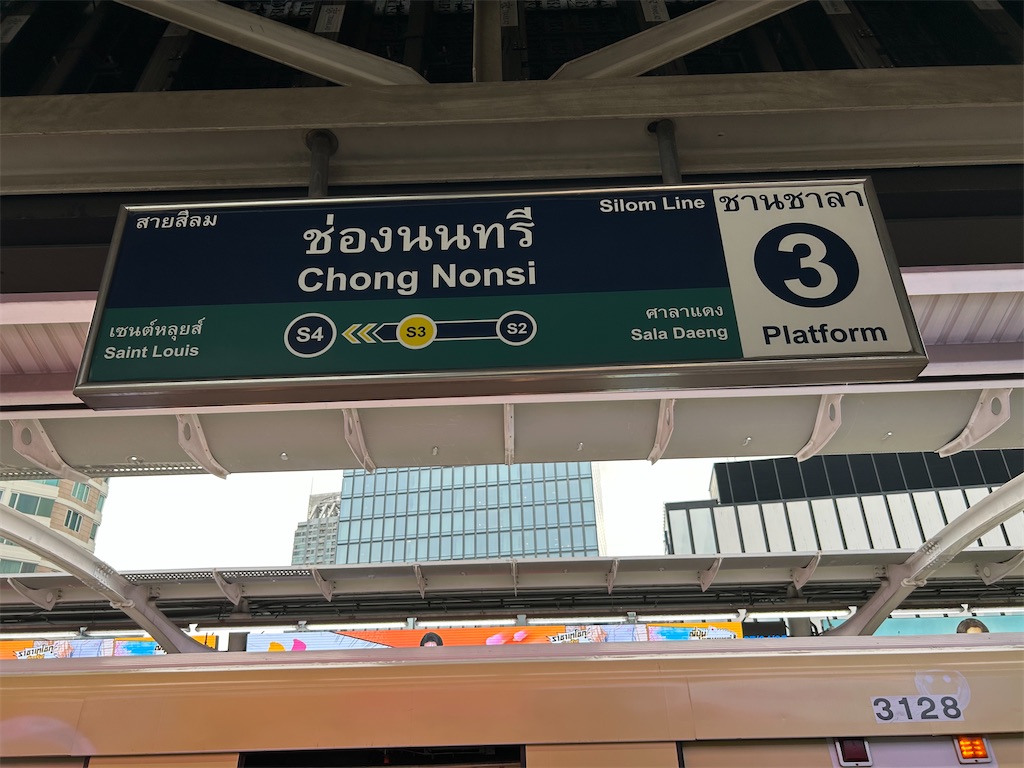 สายสีลม
ช่องนนทรี
Silom Line
Chong Nonsi
ชานชาลา
3
Platform
เซนต์หลุยส์
Saint Louis
S4
S3
S2
ศาลาแดง
Sala Daeng
3128